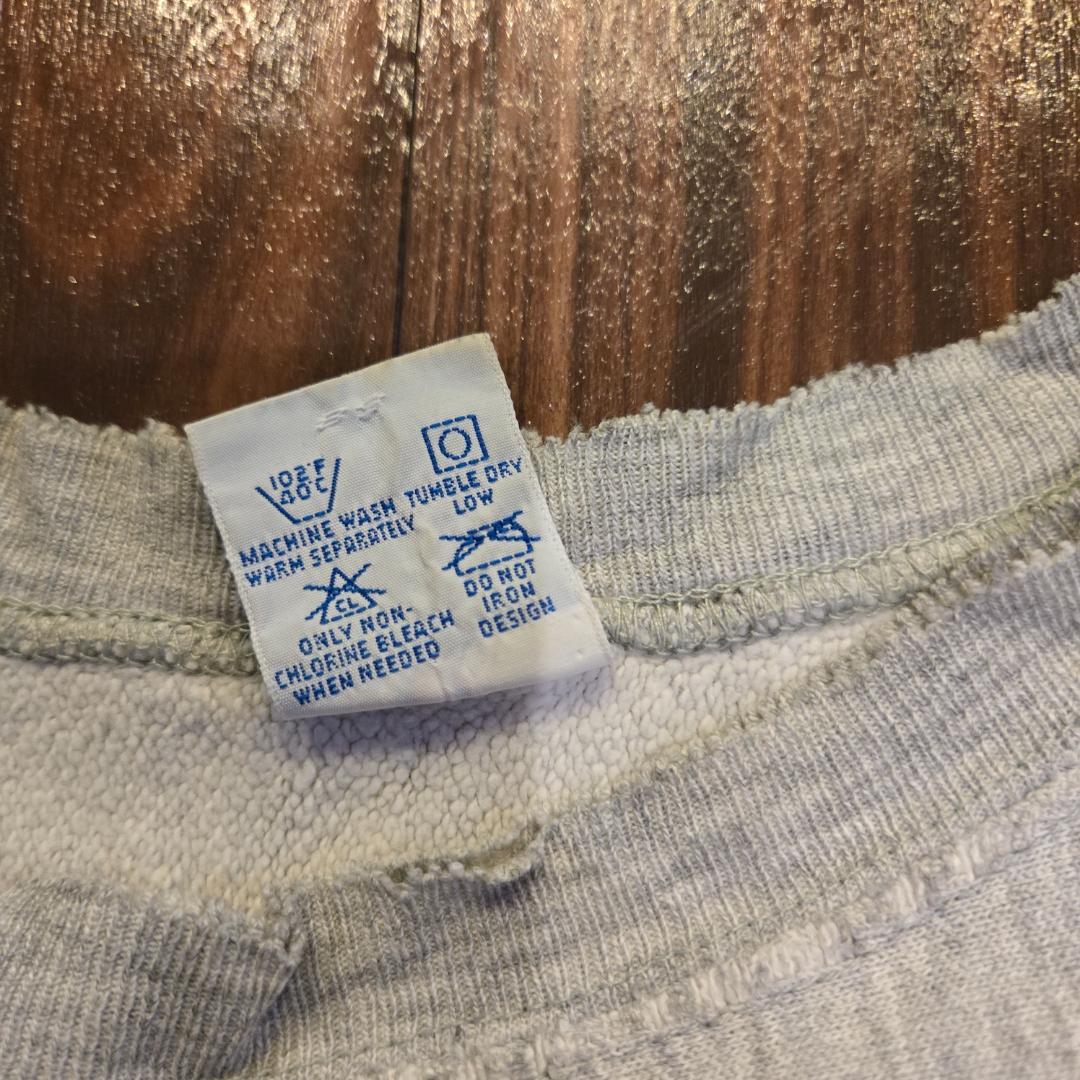 102°F
40°C
MACHINE WASH
WARM SEPARATELY
CL
ONLY NON-
CHLORINE BLEACH
WHEN NEEDED
TUMBLE DRY
LOW
DO NOT
IRON
DESIGN